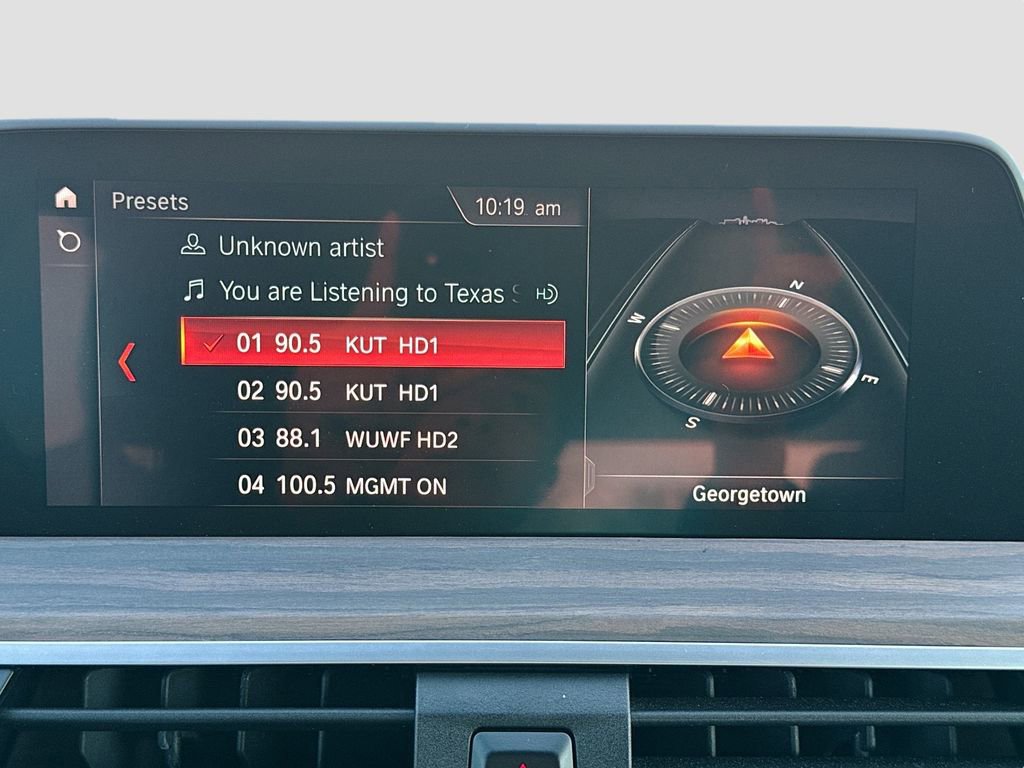 Presets
10:19 am
Unknown artist
You are Listening to Texas
HD
01 90.5 KUT HD1
02 90.5 KUT HD1
03 88.1 WUWF HD2
04 100.5 MGMT ON
N
W
E
S
Georgetown